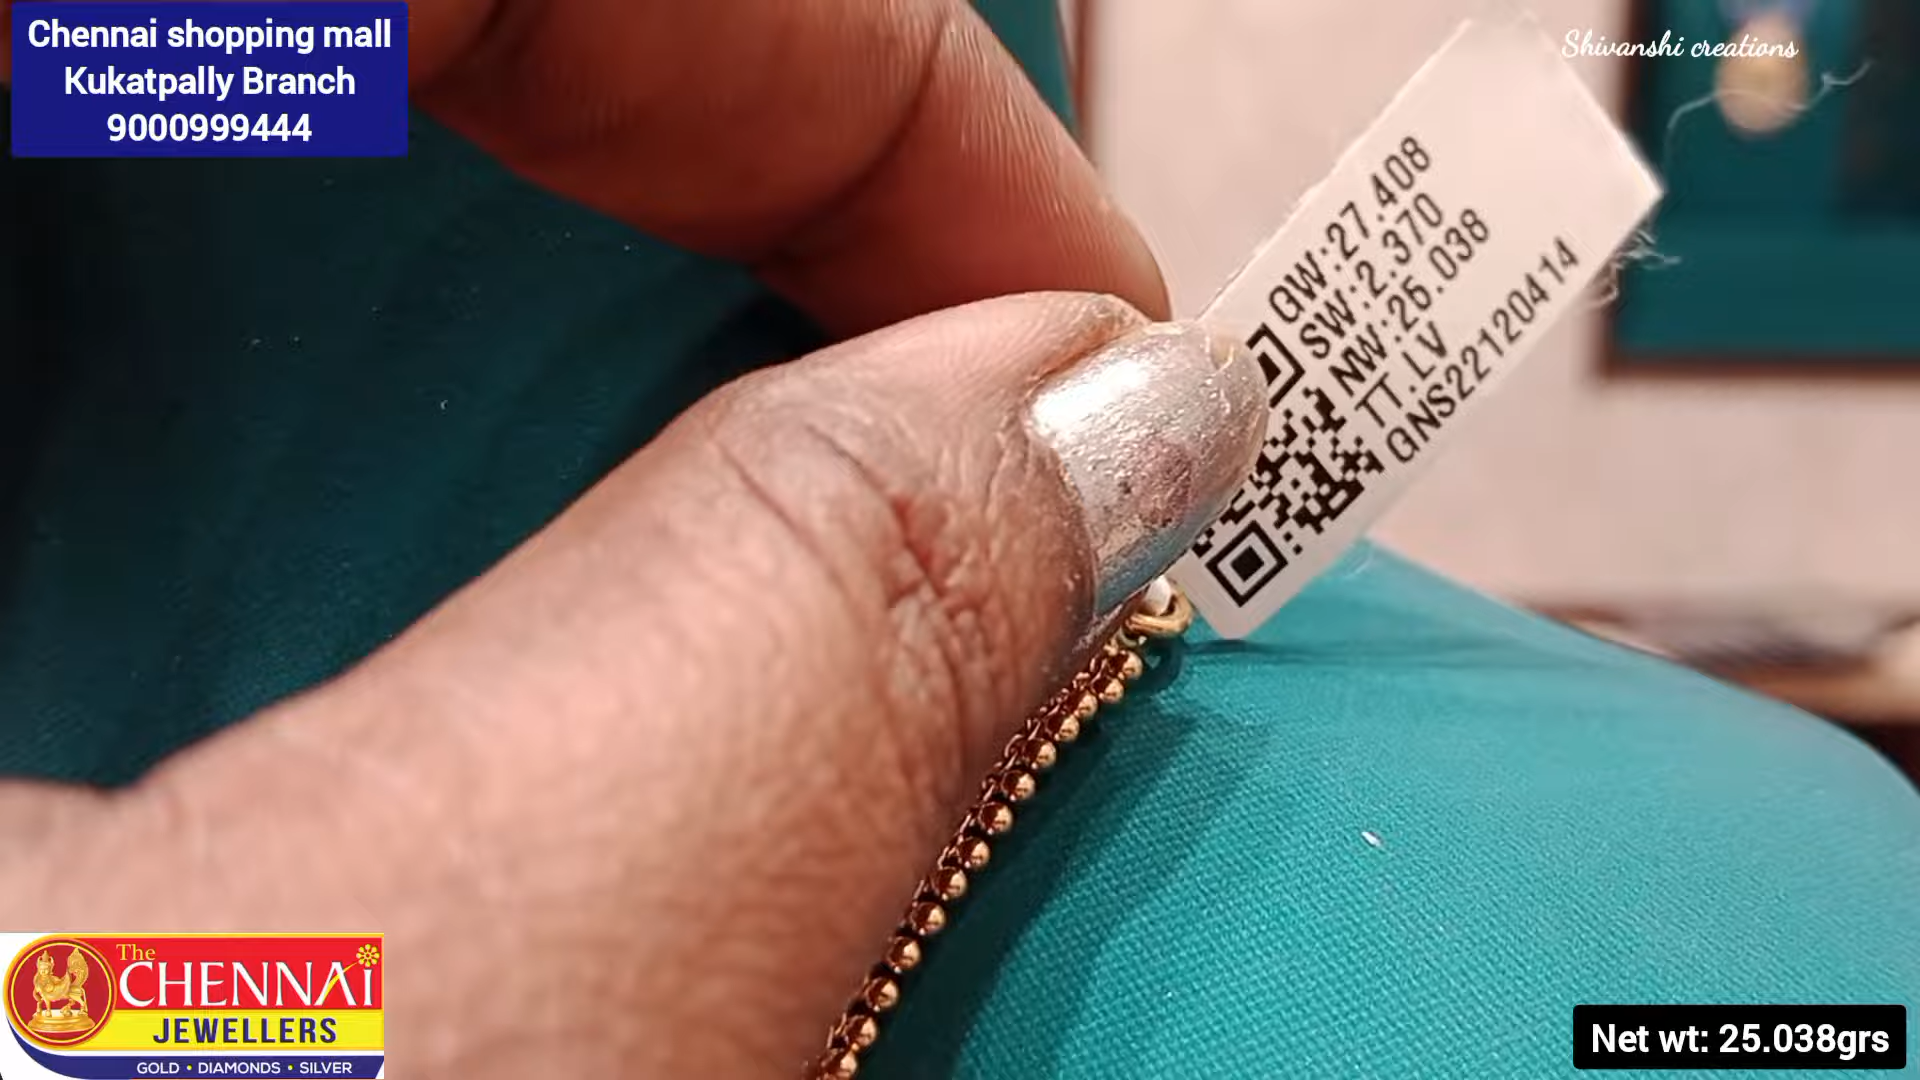 Chennai shopping mall
Kukatpally Branch
9000999444
Shivanshi creations
GW:27.408
SW:2.370
NW:25.038
TT.LV
GNS22120414
The
CHENNAI
JEWELLERS
GOLD • DIAMONDS • SILVER
Net wt: 25.038grs